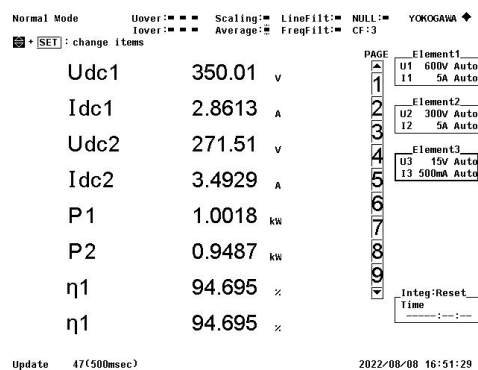 Normal Mode Uover: Scaling: LineFilt: NULL: YOKOGAWA
Iover: Average: FreqFilt: CF:3
+ SET : change items
PAGE
Udc1 350.01 V
Idc1 2.8613 A
Udc2 271.51 V
Idc2 3.4929 A
P1 1.0018 kW
P2 0.9487 kW
η1 94.695 %
η1 94.695 %
1
2
3
4
5
6
7
8
9
Element1
U1 600V Auto
I1 5A Auto
Element2
U2 300V Auto
I2 5A Auto
Element3
U3 15V Auto
I3 500mA Auto
Integ:Reset
Time
-----:--:--
Update 47(500msec) 2022/08/08 16:51:29